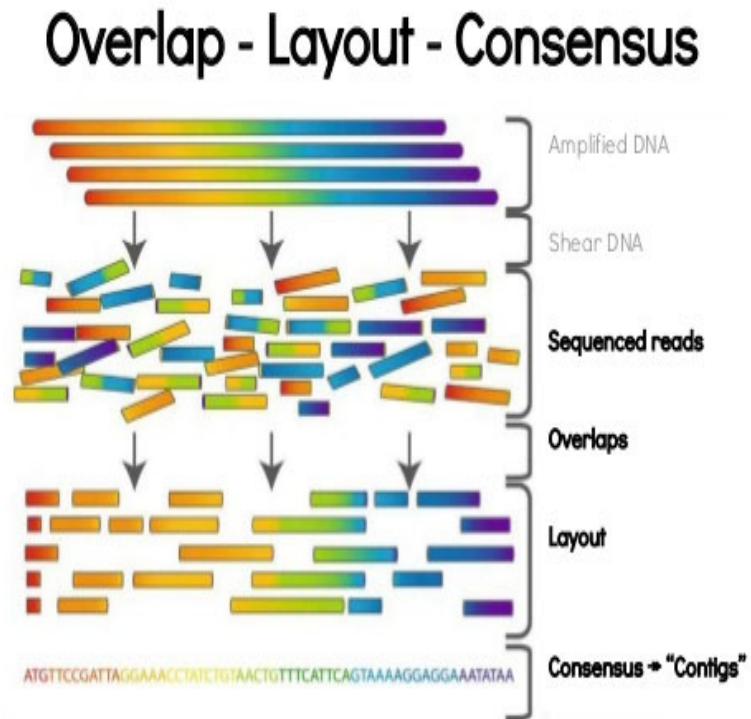 Overlap - Layout - Consensus
Amplified DNA
Shear DNA
Sequenced reads
Overlaps
Layout
Consensus → “Contigs”
ATGTTCCGATTAGGAAACCTATCTGTAACTGTTTCATTCAGTAAAAGGAGGAAATATAA